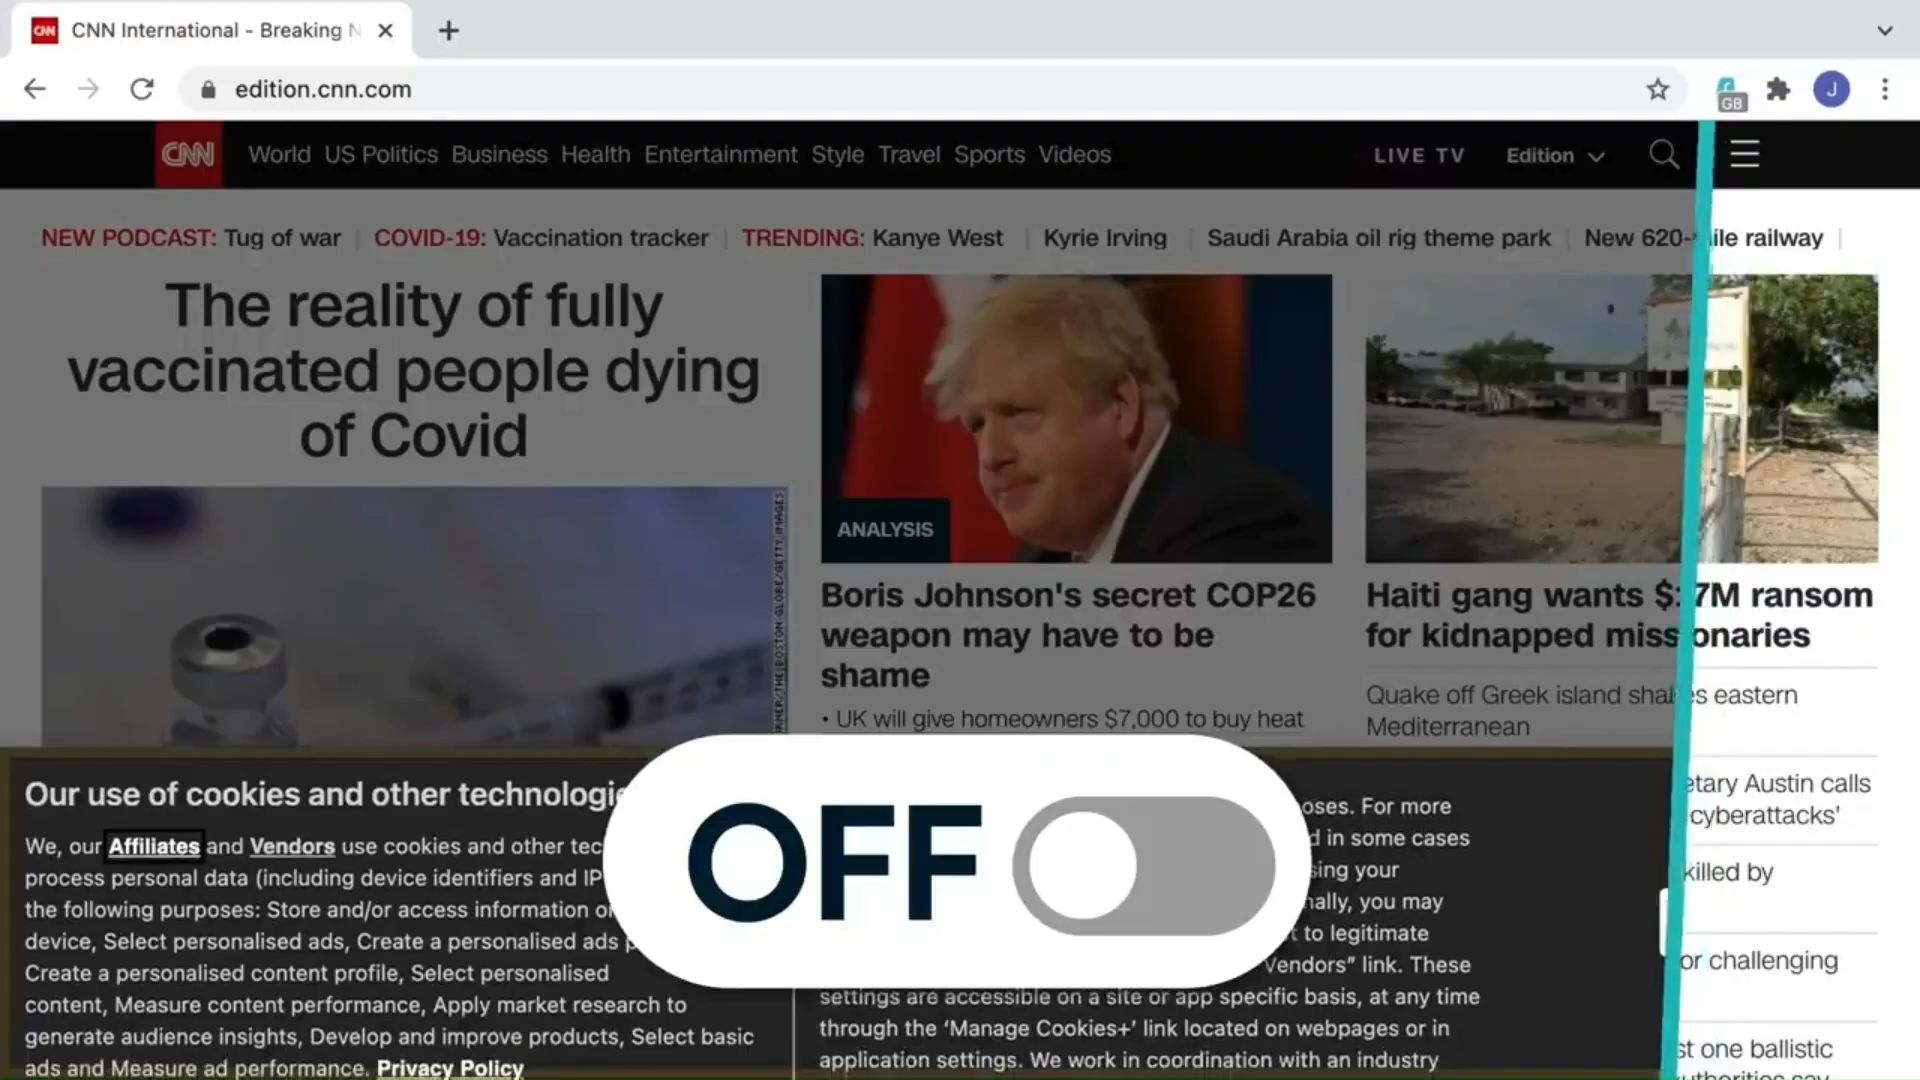 CNN International - Breaking N
edition.cnn.com
GB
J
CNN World US Politics Business Health Entertainment Style Travel Sports Videos LIVE TV Edition
NEW PODCAST: Tug of war COVID-19: Vaccination tracker TRENDING: Kanye West Kyrie Irving Saudi Arabia oil rig theme park New 620- ile railway
The reality of fully
vaccinated people dying
of Covid
THE BOSTON GLOBE/GETTY IMAGES
ANALYSIS
Boris Johnson's secret COP26
weapon may have to be
shame
• UK will give homeowners $7,000 to buy heat
Haiti gang wants $17M ransom
for kidnapped missionaries
Quake off Greek island shakes eastern
Mediterranean
etary Austin calls
cyberattacks'
killed by
or challenging
st one ballistic
Our use of cookies and other technologie
We, our Affiliates and Vendors use cookies and other tec
process personal data (including device identifiers and IP
the following purposes: Store and/or access information on
device, Select personalised ads, Create a personalised ads p
Create a personalised content profile, Select personalised
content, Measure content performance, Apply market research to
generate audience insights, Develop and improve products, Select basic
ads and Measure ad performance. Privacy Policy
OFF
oses. For more
d in some cases
sing your
nally, you may
t to legitimate
Vendors” link. These
settings are accessible on a site or app specific basis, at any time
through the ‘Manage Cookies+’ link located on webpages or in
application settings. We work in coordination with an industry